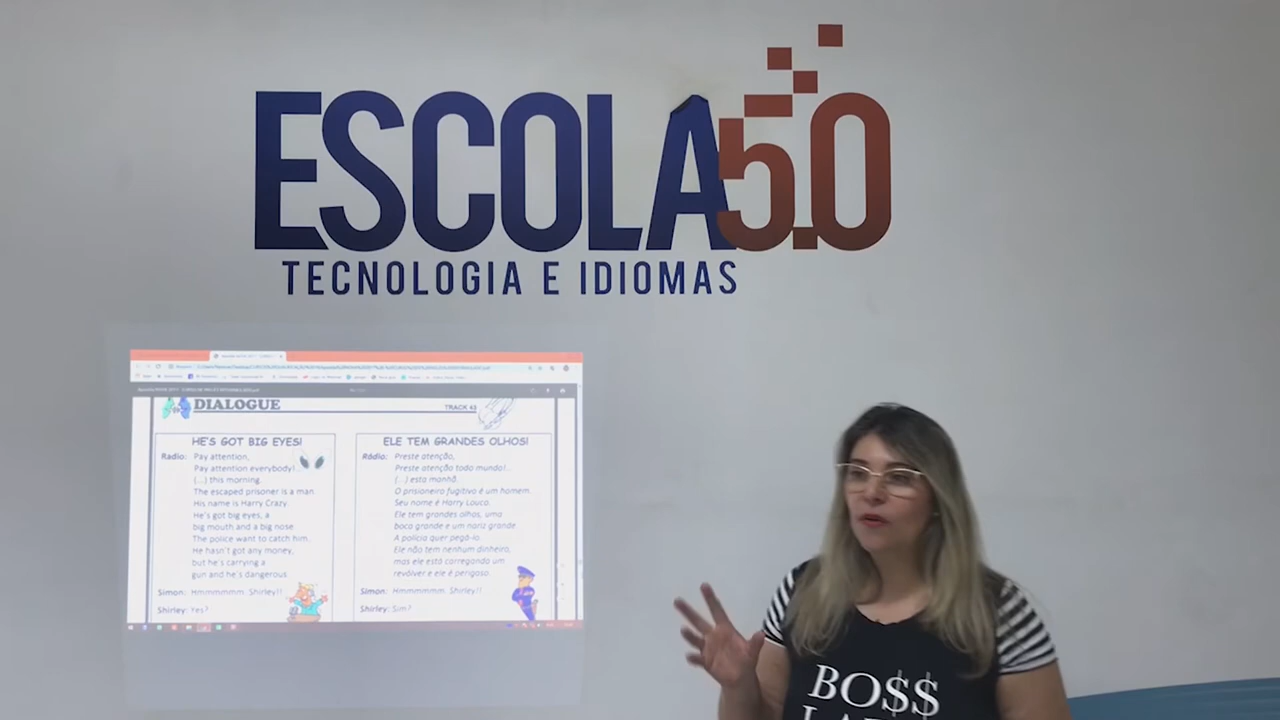 ESCOLA 5.0
TECNOLOGIA E IDIOMAS
DIALOGUE
TRACK 43
HE'S GOT BIG EYES!
Radio: Pay attention,
Pay attention everybody!..
(...) this morning.
The escaped prisoner is a man.
His name is Harry Crazy.
He's got big eyes, a
big mouth and a big nose
The police want to catch him.
He hasn't got any money,
but he's carrying a
gun and he's dangerous
Simon: Hmmmmmm Shirley!!
Shirley: Yes?
ELE TEM GRANDES OLHOS!
Rádio: Preste atenção,
Preste atenção todo mundo!..
(...) esta manhã.
O prisioneiro fugitivo é um homem.
Seu nome é Harry Louco.
Ele tem grandes olhos, uma
boca grande e um nariz grande
A polícia quer pegá-lo.
Ele não tem nenhum dinheiro,
mas ele está carregando um
revólver e ele é perigoso.
Simon: Hmmmmmm Shirley!!
Shirley: Sim?
BO$$